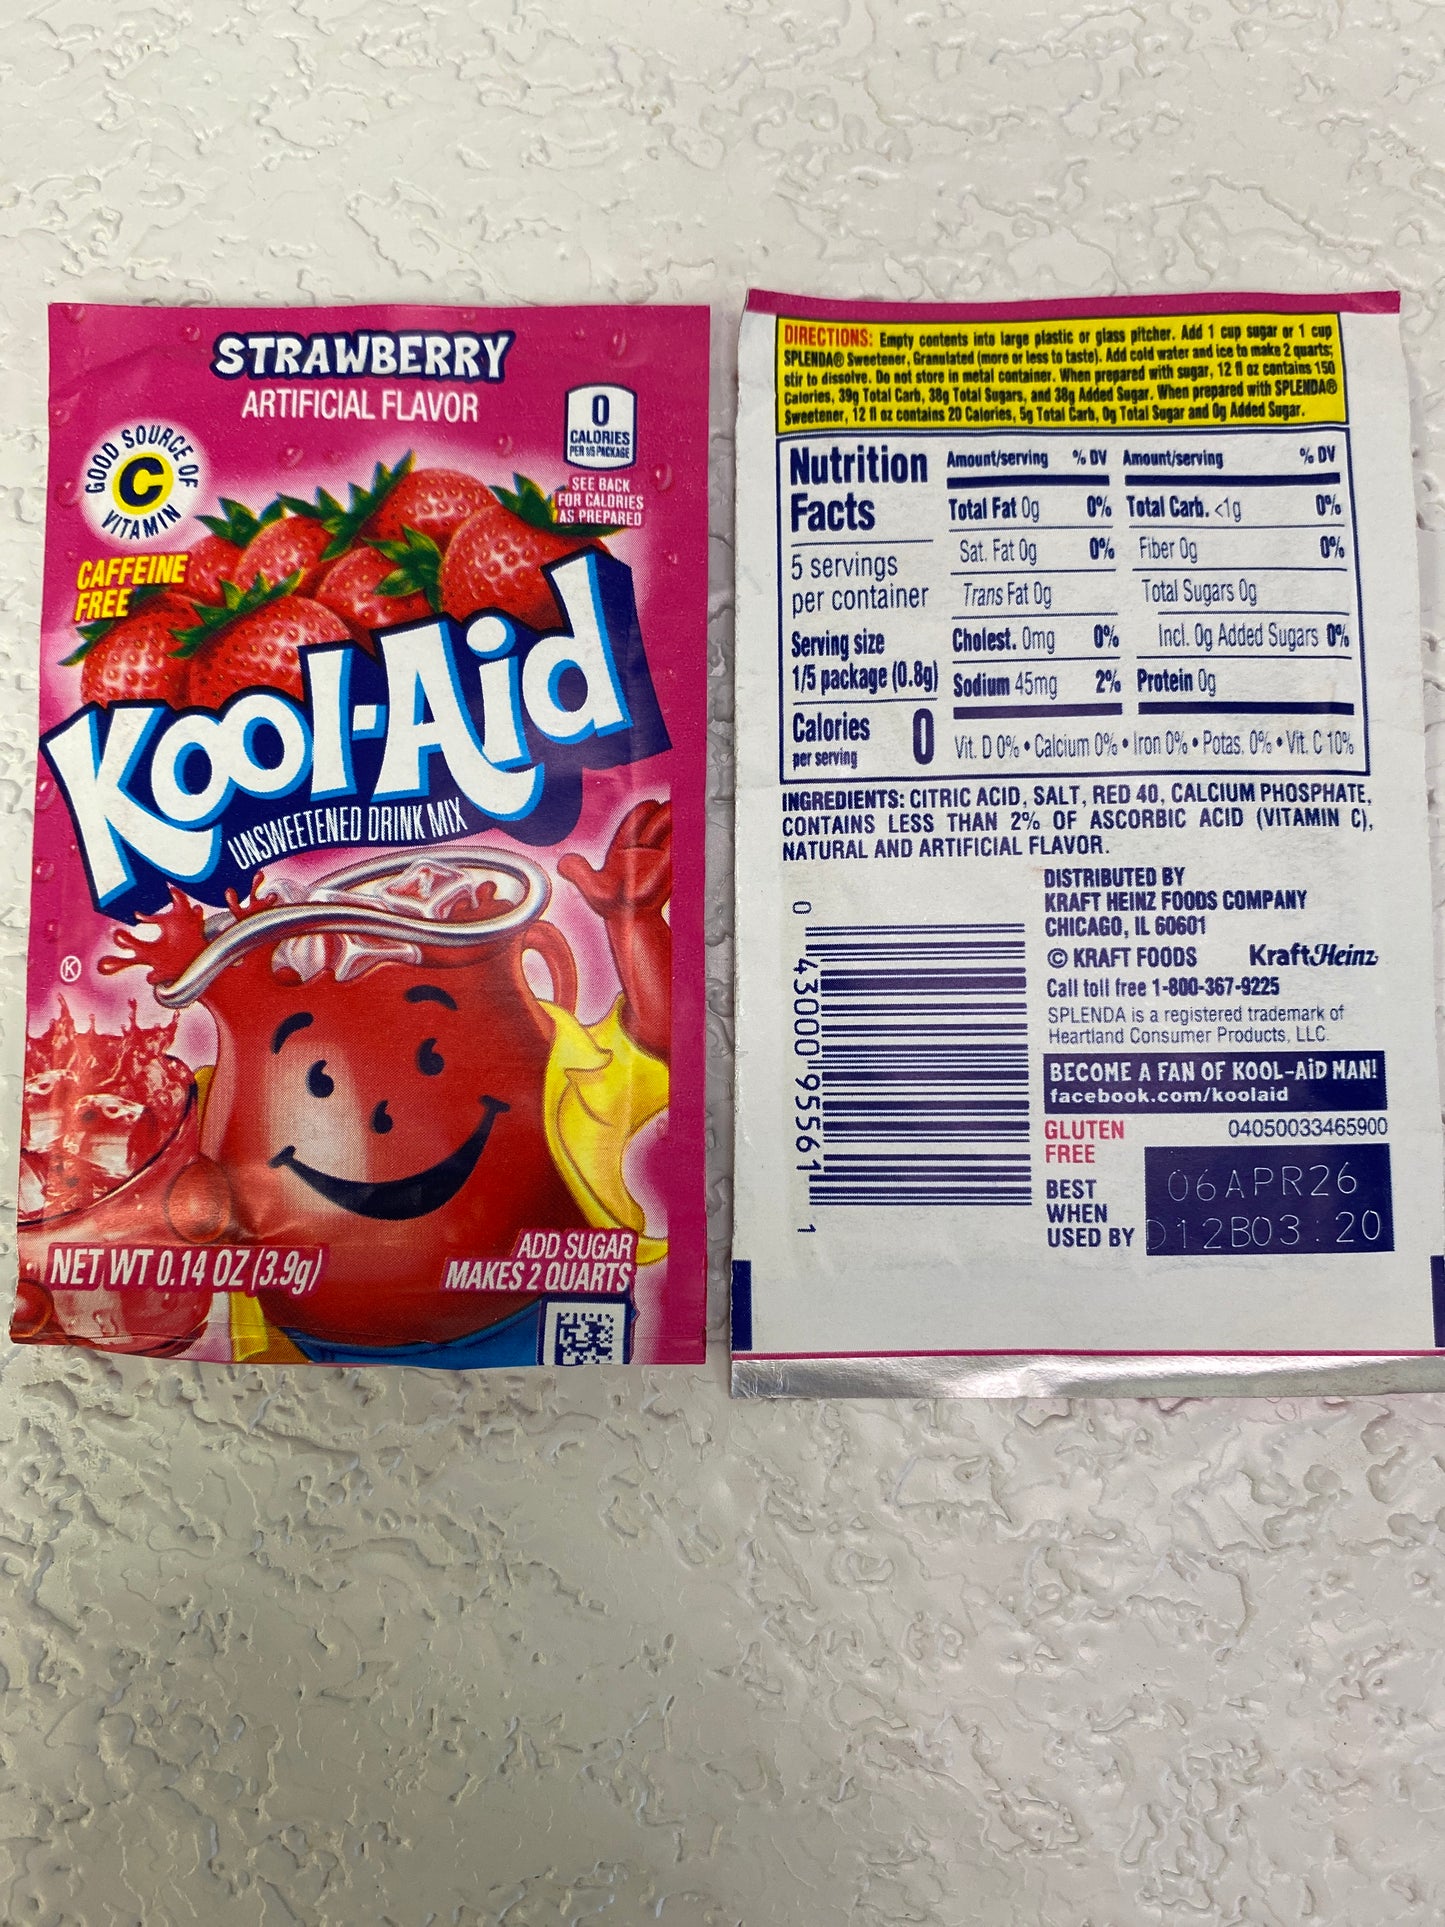 STRAWBERRY
ARTIFICIAL FLAVOR
GOOD SOURCE OF
C
VITAMIN
0
CALORIES
PER 1/5 PACKAGE
SEE BACK
FOR CALORIES
AS PREPARED
CAFFEINE
FREE
Kool-Aid
UNSWEETENED DRINK MIX
K
NET WT 0.14 OZ (3.9g)
ADD SUGAR
MAKES 2 QUARTS
DIRECTIONS: Empty contents into large plastic or glass pitcher. Add 1 cup sugar or 1 cup
SPLENDA® Sweetener, Granulated (more or less to taste). Add cold water and ice to make 2 quarts;
stir to dissolve. Do not store in metal container. When prepared with sugar, 12 fl oz contains 150
Calories, 39g Total Carb, 38g Total Sugars, and 38g Added Sugar. When prepared with SPLENDA®
Sweetener, 12 fl oz contains 20 Calories, 5g Total Carb, 0g Total Sugar and 0g Added Sugar.
Nutrition
Facts
5 servings
per container
Serving size
1/5 package (0.8g)
Calories 0
per serving
Amount/serving % DV
Total Fat 0g 0%
Sat. Fat 0g 0%
Trans Fat 0g
Cholest. 0mg 0%
Sodium 45mg 2%
Amount/serving % DV
Total Carb. <1g 0%
Fiber 0g 0%
Total Sugars 0g
Incl. 0g Added Sugars 0%
Protein 0g
Vit. D 0% • Calcium 0% • Iron 0% • Potas. 0% • Vit. C 10%
INGREDIENTS: CITRIC ACID, SALT, RED 40, CALCIUM PHOSPHATE,
CONTAINS LESS THAN 2% OF ASCORBIC ACID (VITAMIN C),
NATURAL AND ARTIFICIAL FLAVOR.
0 43000 95561 1
DISTRIBUTED BY
KRAFT HEINZ FOODS COMPANY
CHICAGO, IL 60601
© KRAFT FOODS KraftHeinz
Call toll free 1-800-367-9225
SPLENDA is a registered trademark of
Heartland Consumer Products, LLC.
BECOME A FAN OF KOOL-AiD MAN!
facebook.com/koolaid
GLUTEN
FREE
04050033465900
BEST
WHEN
USED BY
06APR26
D12B03:20